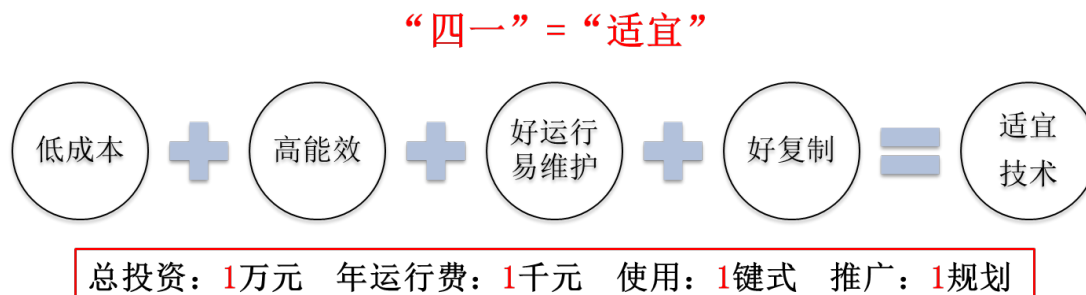 “四一”=“适宜”
低成本
高能效
好运行
易维护
好复制
适宜
技术
总投资：1万元 年运行费：1千元 使用：1键式 推广：1规划